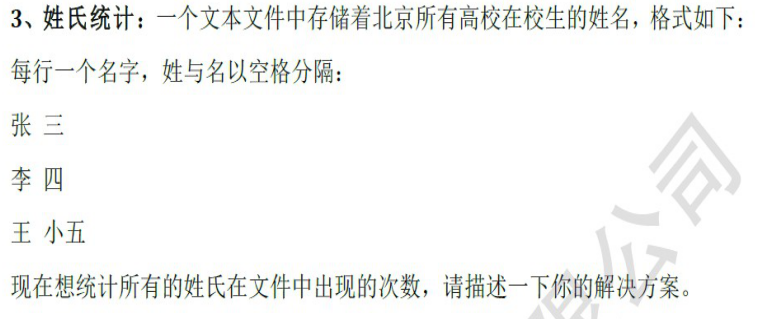 3、姓氏统计：一个文本文件中存储着北京所有高校在校生的姓名，格式如下：
每行一个名字，姓与名以空格分隔：
张 三
李 四
王 小五
现在想统计所有的姓氏在文件中出现的次数，请描述一下你的解决方案。
限公司